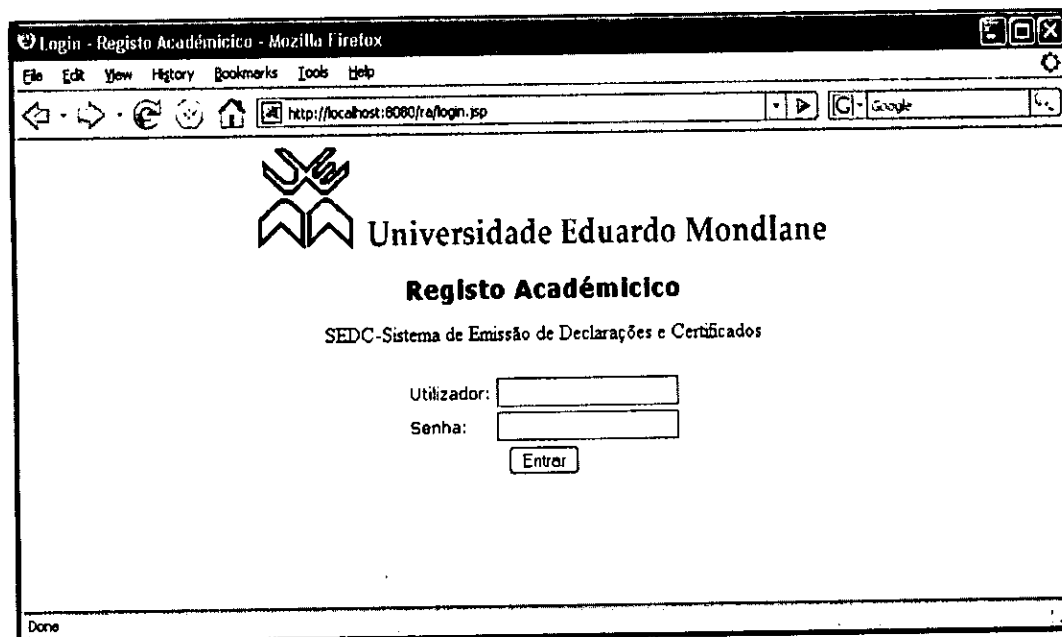 Login - Registo Académicico - Mozilla Firefox
File Edit View History Bookmarks Tools Help
http://localhost:8080/ra/login.jsp
G Google
UEM
Universidade Eduardo Mondlane
Registo Académicico
SEDC-Sistema de Emissão de Declarações e Certificados
Utilizador:
Senha:
Entrar
Done